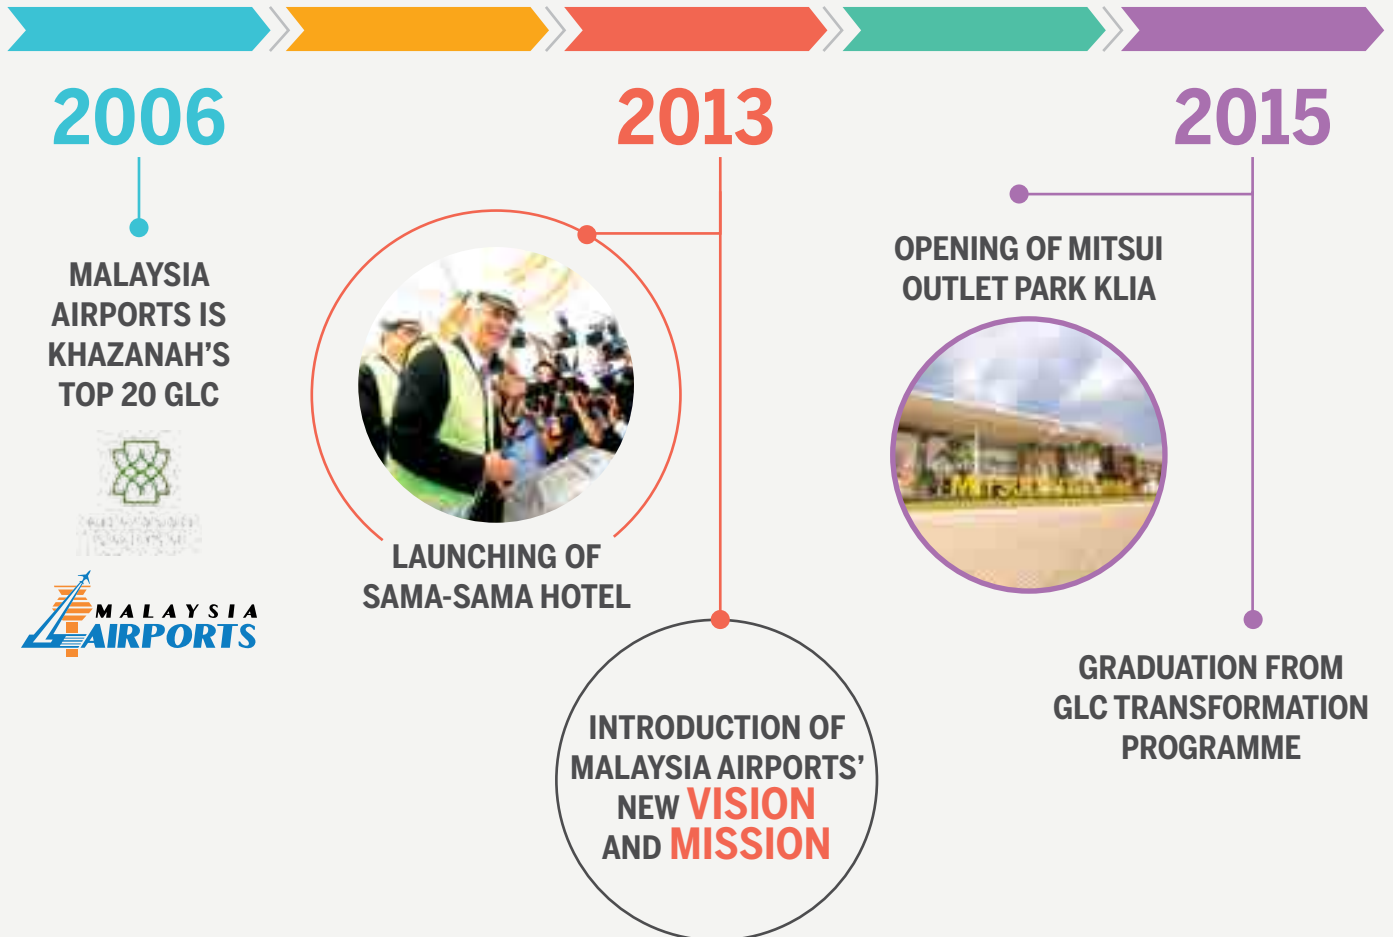 2006
MALAYSIA
AIRPORTS IS
KHAZANAH'S
TOP 20 GLC
MALAYSIA
AIRPORTS
2013
LAUNCHING OF
SAMA-SAMA HOTEL
INTRODUCTION OF
MALAYSIA AIRPORTS'
NEW VISION
AND MISSION
2015
OPENING OF MITSUI
OUTLET PARK KLIA
GRADUATION FROM
GLC TRANSFORMATION
PROGRAMME